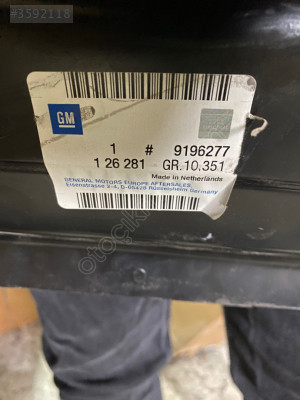 #3592118
GM
1 # 9196277
1 26 281 GR.10.351
Made in Netherlands
GENERAL MOTORS EUROPE AFTERSALES
Eisenstrasse 2-4, D-65428 Rüsselsheim Germany